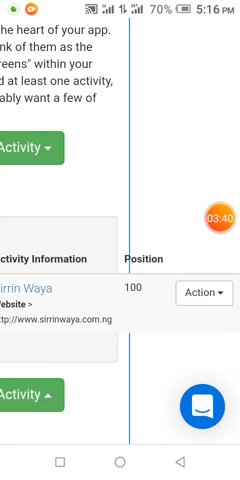 70% 5:16 PM
he heart of your app.
nk of them as the
reens" within your
d at least one activity,
ably want a few of
Activity
03:40
ctivity Information Position
irrin Waya 100 Action
ebsite >
ttp://www.sirrinwaya.com.ng
Activity